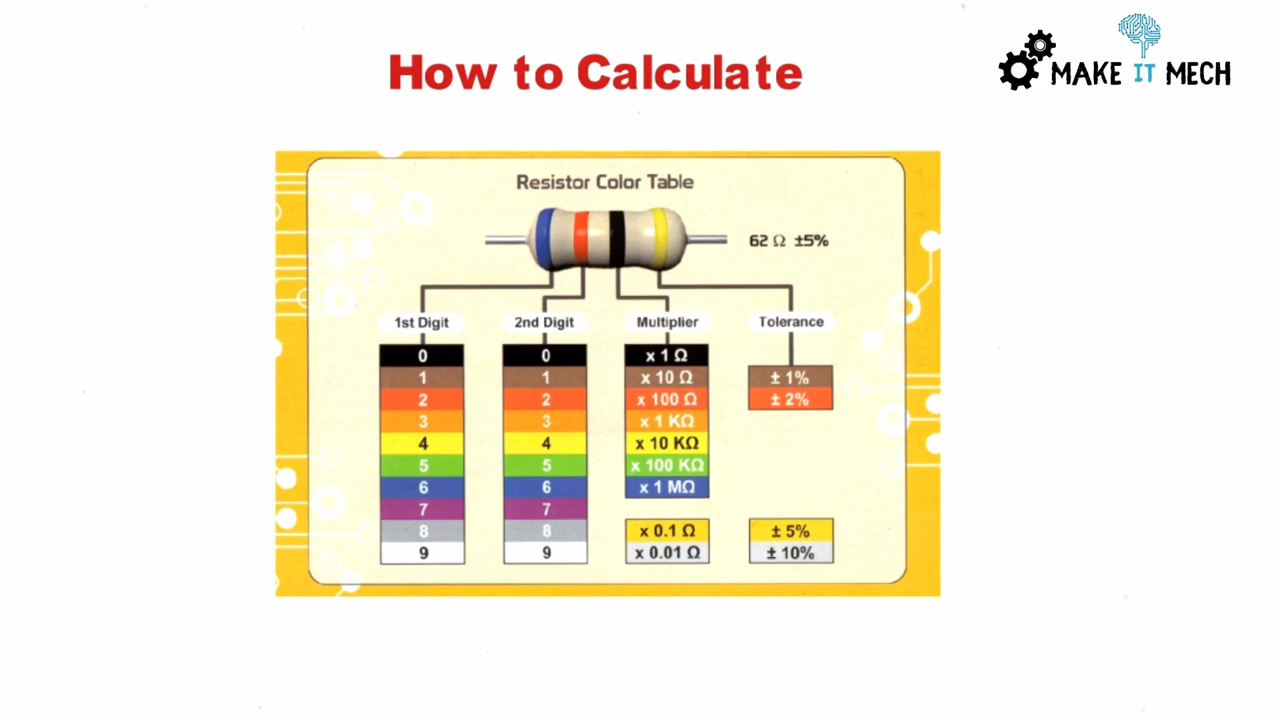 How to Calculate
MAKE IT MECH
Resistor Color Table
62 Ω ±5%
1st Digit 2nd Digit Multiplier Tolerance
0 0 x 1 Ω
1 1 x 10 Ω ± 1%
2 2 x 100 Ω ± 2%
3 3 x 1 KΩ
4 4 x 10 KΩ
5 5 x 100 KΩ
6 6 x 1 MΩ
7 7
8 8 x 0.1 Ω ± 5%
9 9 x 0.01 Ω ± 10%